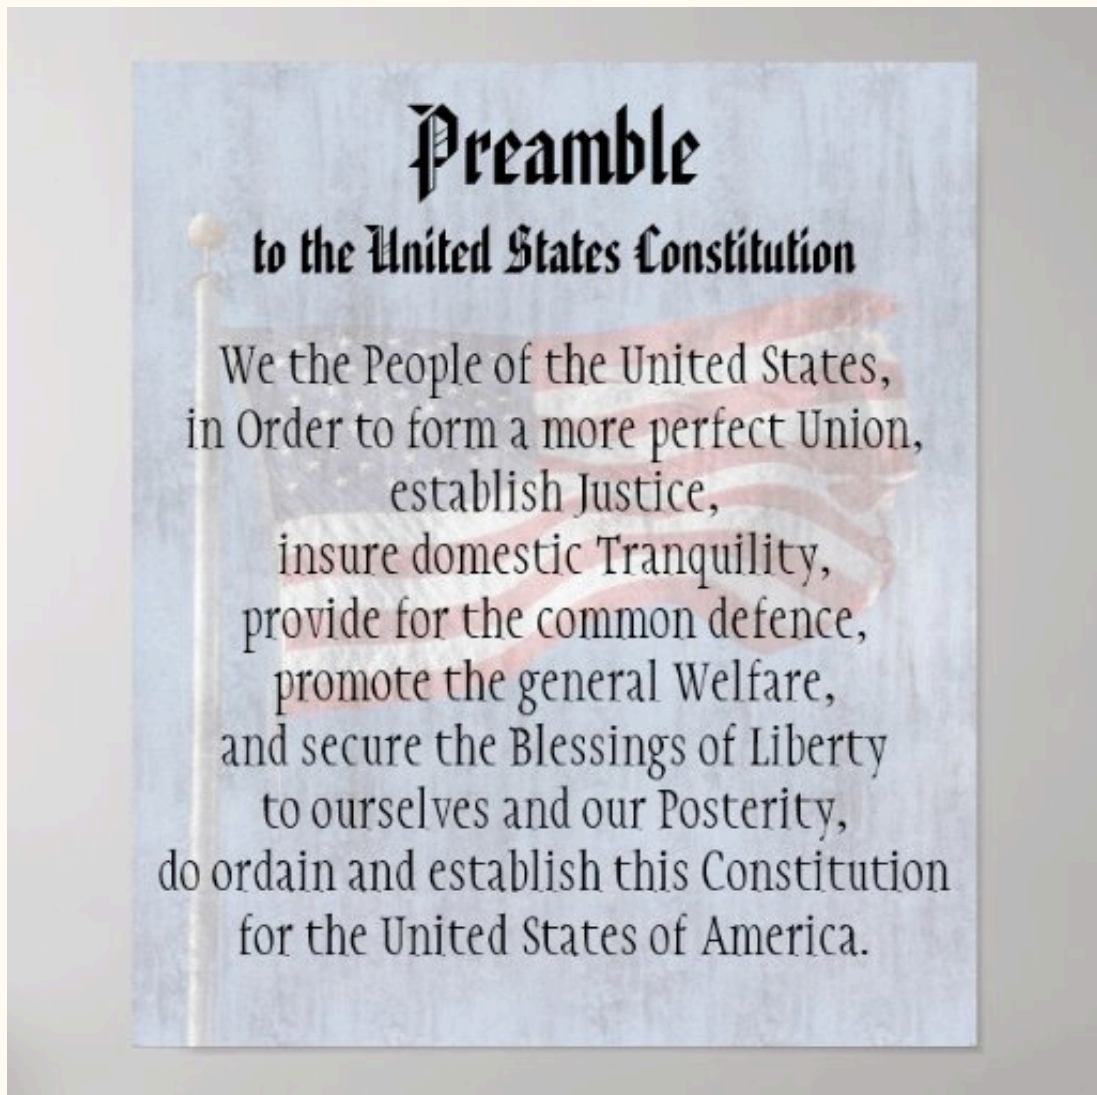 Preamble
to the United States Constitution
We the People of the United States,
in Order to form a more perfect Union,
establish Justice,
insure domestic Tranquility,
provide for the common defence,
promote the general Welfare,
and secure the Blessings of Liberty
to ourselves and our Posterity,
do ordain and establish this Constitution
for the United States of America.